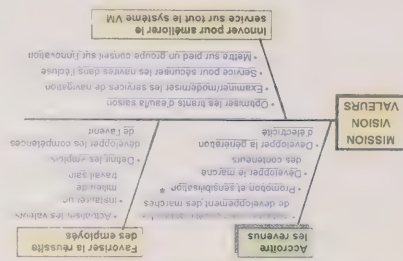 Accroître
les revenus
de développement des marchés
• Promotion et sensibilisation *
• Développer le marché
des conteneurs
• Développer la génération
d'électricité
Favoriser la réussite
des employés
• Actualiser les valeurs
• Instaurer un
milieu de
travail sain
• Définir les
développer les compétences
de l'avenir
MISSION
VISION
VALEURS
• Optimiser les tirants d'eau/la saison
• Examiner/moderniser les services de navigation
• Service pour sécuriser les navires dans l'écluse
• Mettre sur pied un groupe conseil sur l'innovation
Innover pour améliorer le
service sur tout le système VM